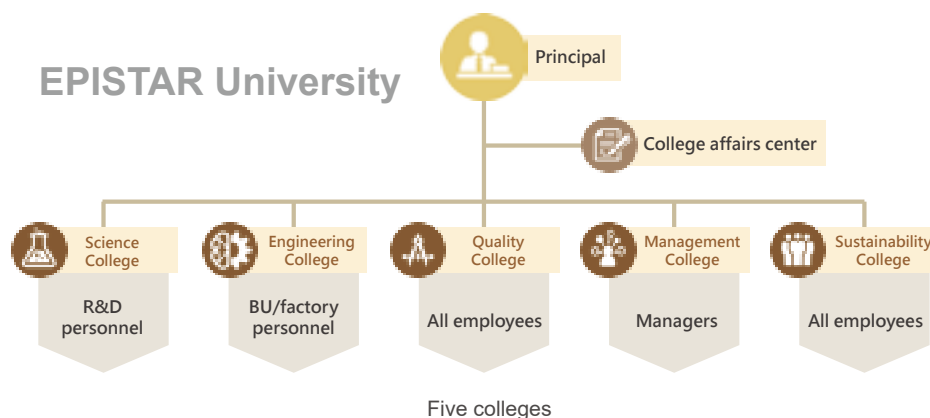 Principal
EPISTAR University
College affairs center
Science
College
Engineering
College
Quality
College
Management
College
Sustainability
College
R&D
personnel
BU/factory
personnel
All employees
Managers
All employees
Five colleges